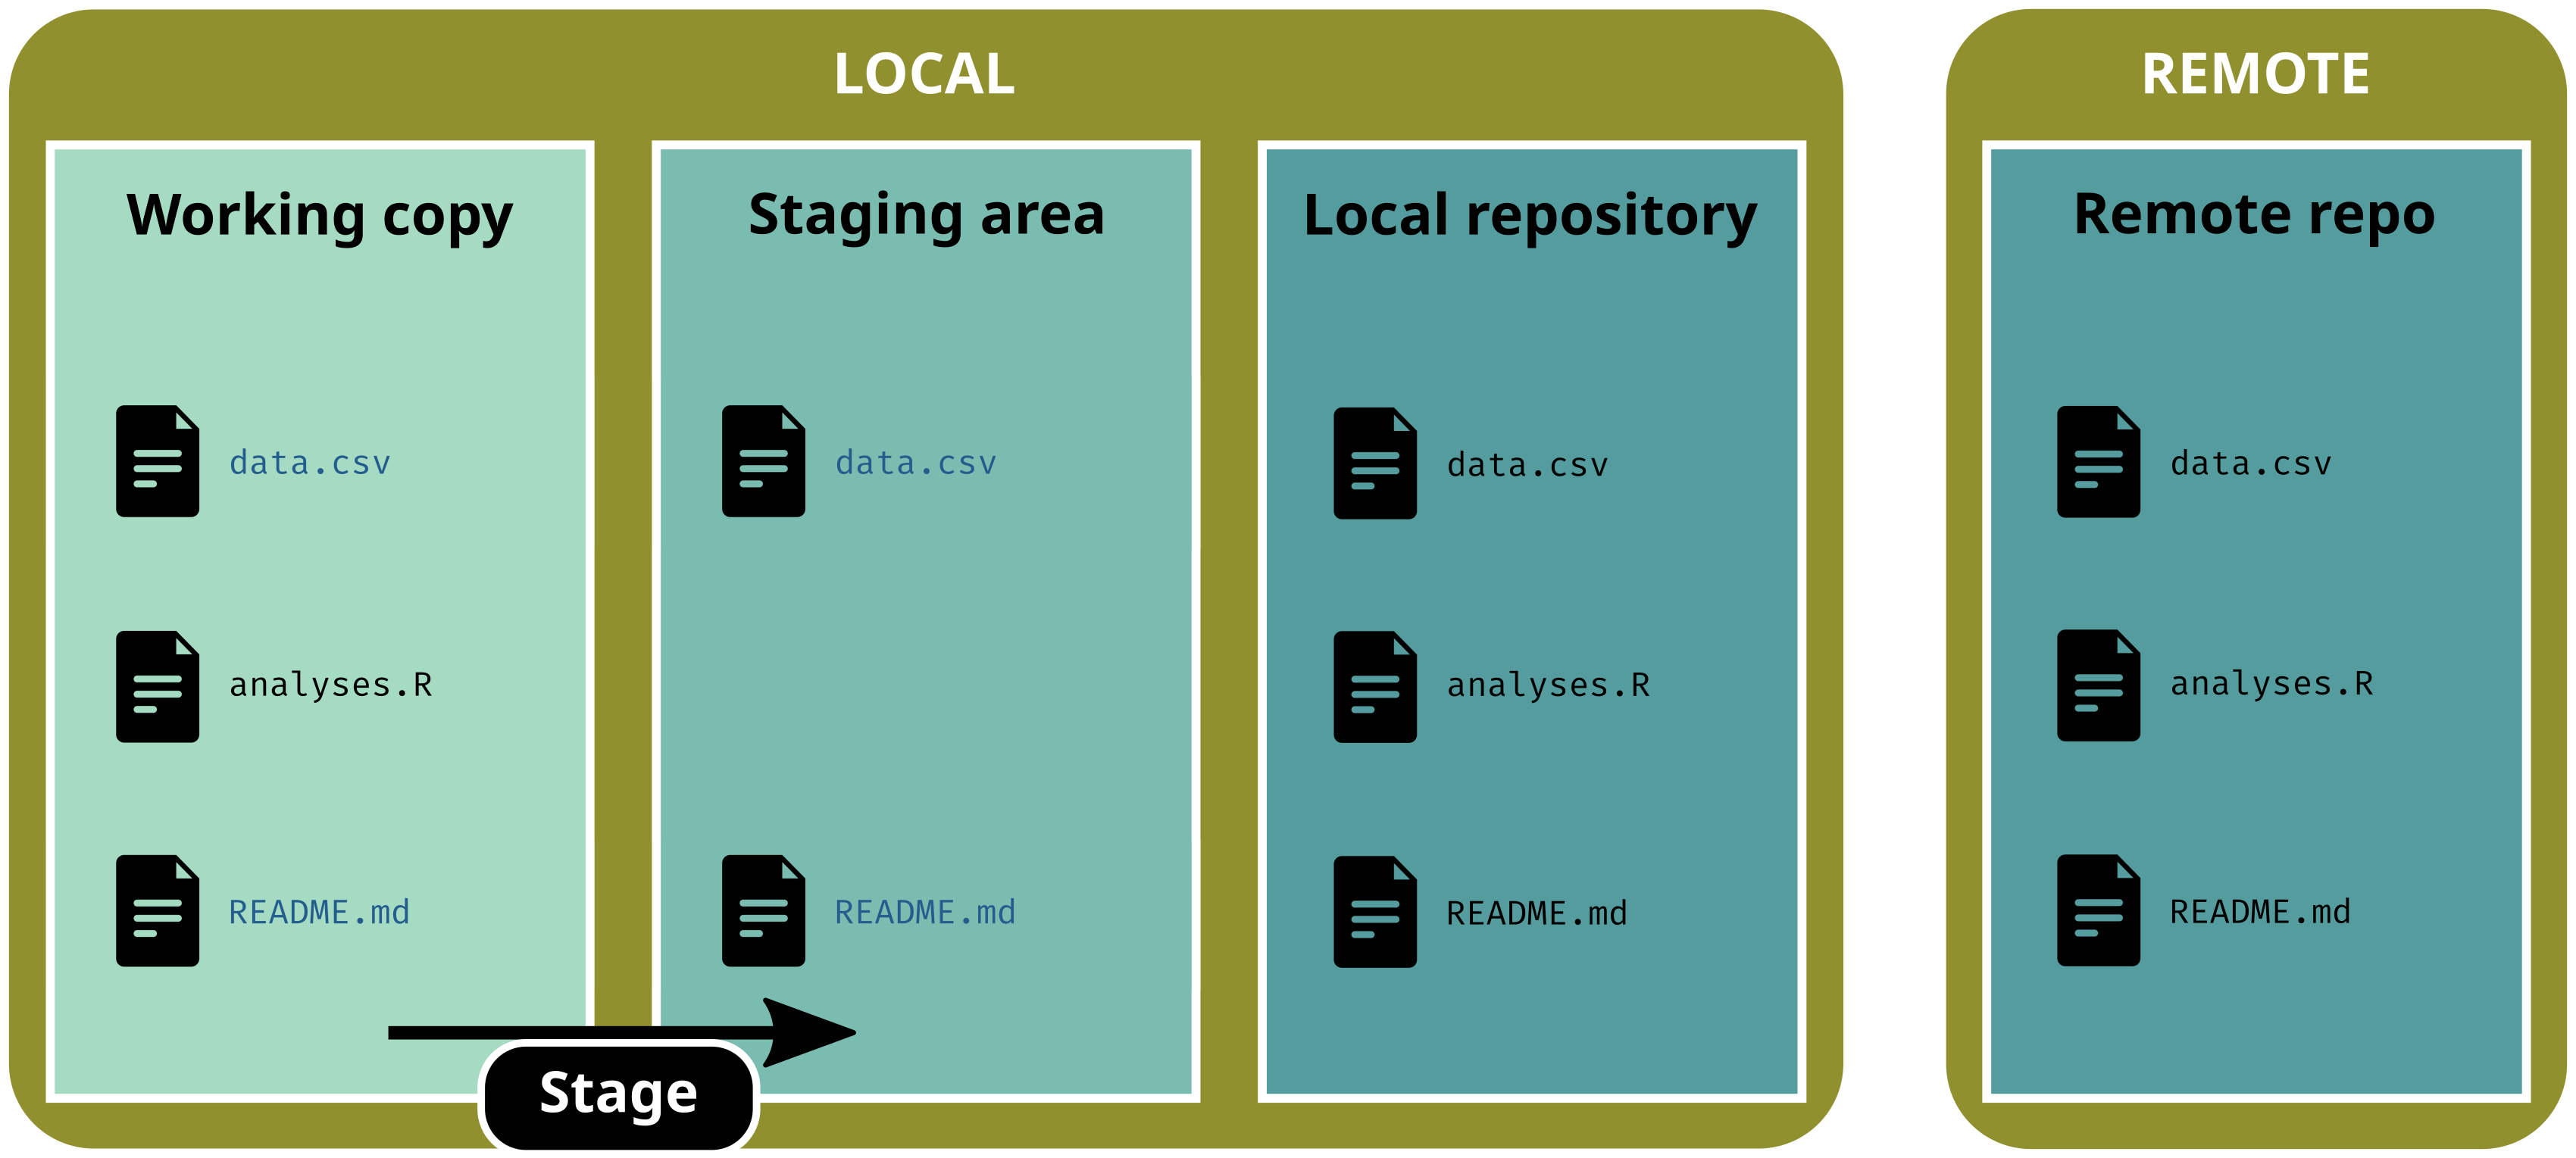 LOCAL
Working copy
data.csv
analyses.R
README.md
Staging area
data.csv
README.md
Stage
Local repository
data.csv
analyses.R
README.md
REMOTE
Remote repo
data.csv
analyses.R
README.md